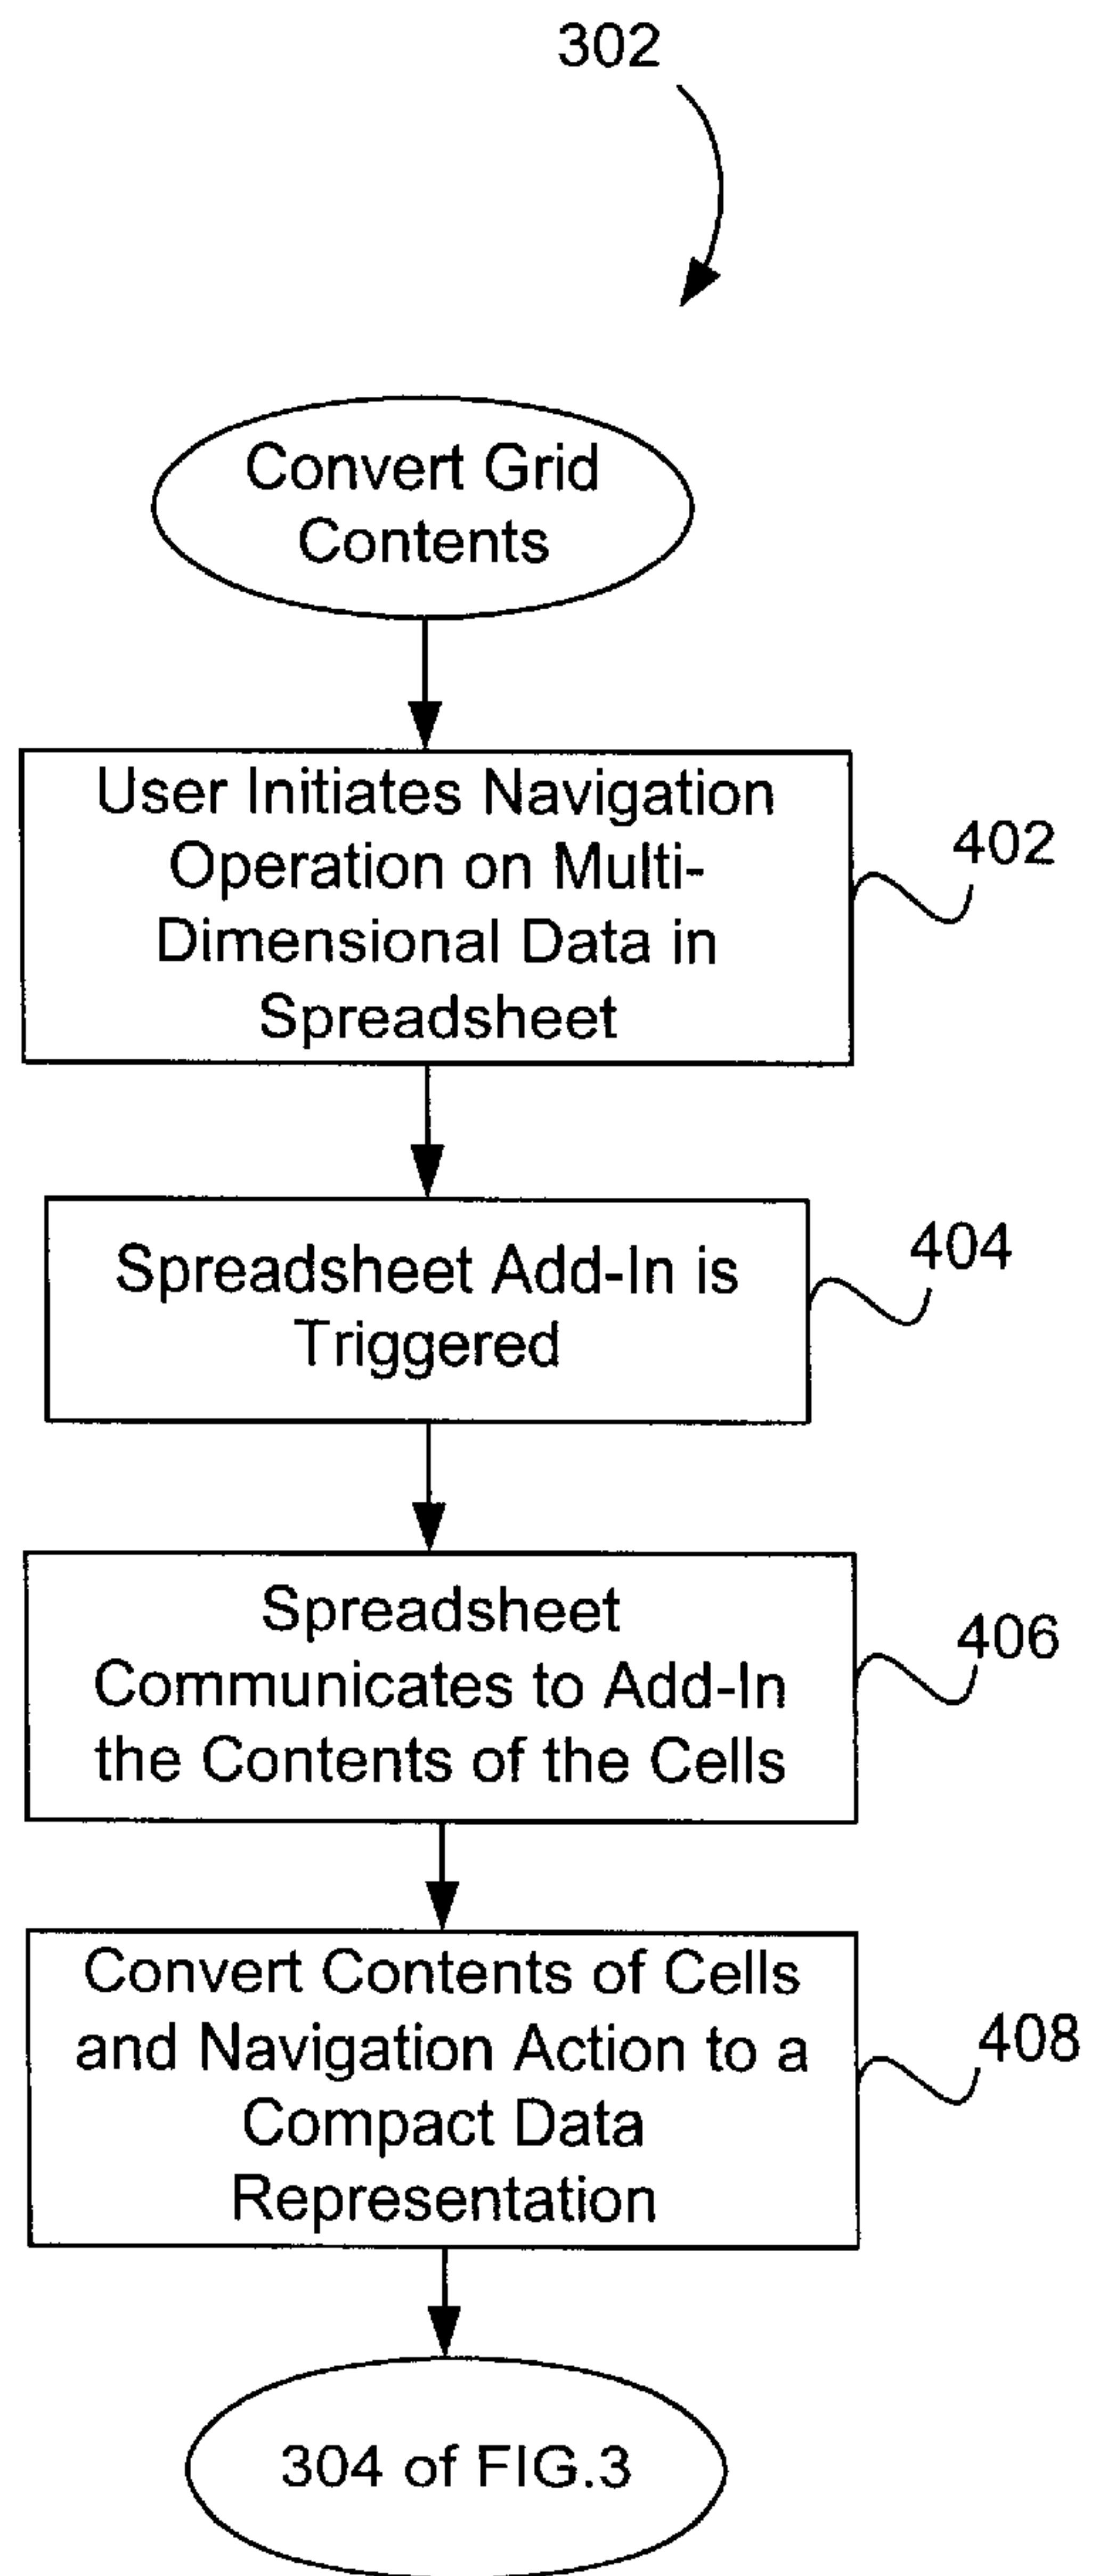 302
Convert Grid
Contents
User Initiates Navigation
Operation on Multi-
Dimensional Data in
Spreadsheet
402
Spreadsheet Add-In is
Triggered
404
Spreadsheet
Communicates to Add-In
the Contents of the Cells
406
Convert Contents of Cells
and Navigation Action to a
Compact Data
Representation
408
304 of FIG.3